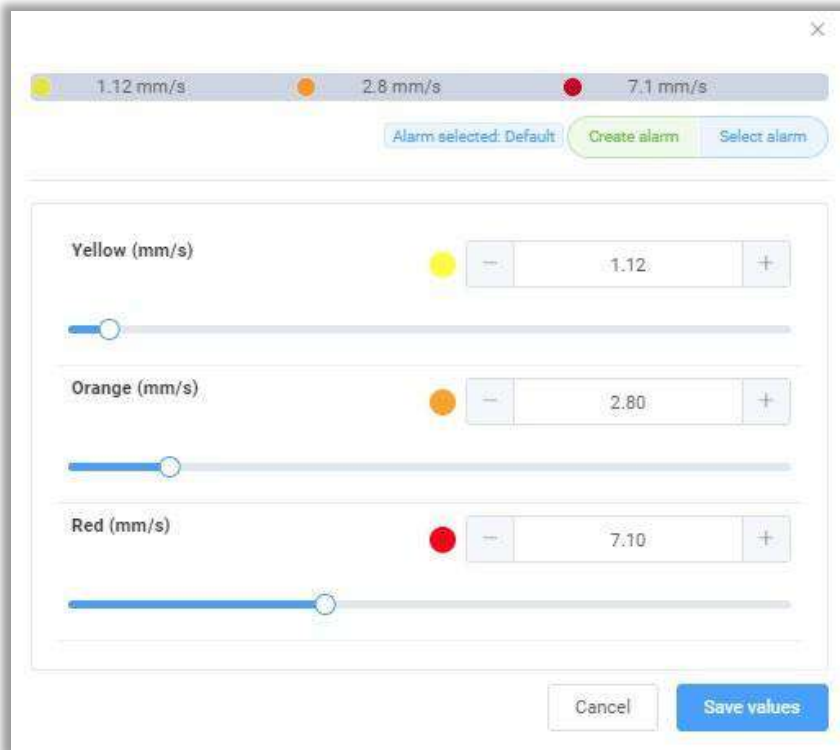 1.12 mm/s 2.8 mm/s 7.1 mm/s
Alarm selected: Default Create alarm Select alarm
Yellow (mm/s) − 1.12 +
Orange (mm/s) − 2.80 +
Red (mm/s) − 7.10 +
Cancel Save values